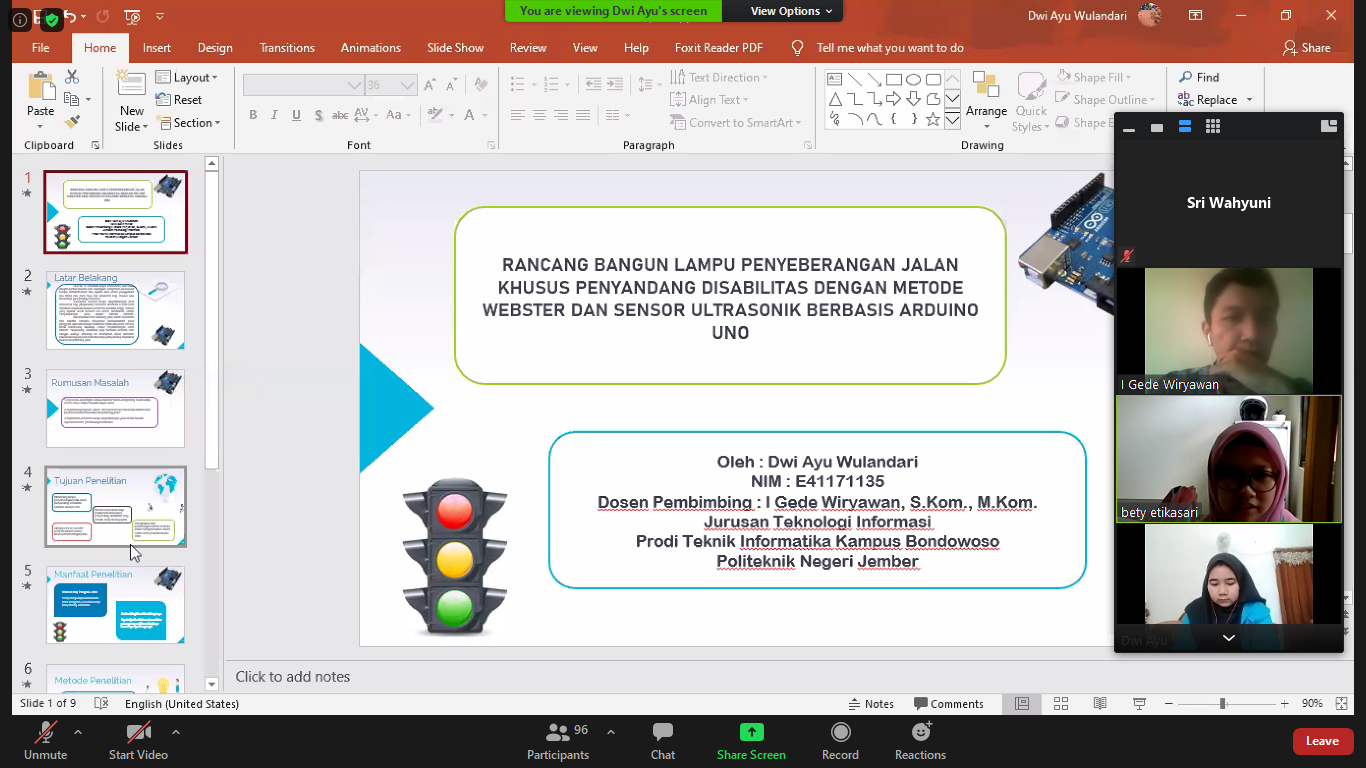 You are viewing Dwi Ayu's screen
View Options
Dwi Ayu Wulandari
File
Home
Insert
Design
Transitions
Animations
Slide Show
Review
View
Help
Foxit Reader PDF
Tell me what you want to do
Share
Paste
New
Slide
Layout
Reset
Section
36
B I U S abc AV Aa A
Text Direction
Align Text
Convert to SmartArt
Arrange
Quick
Styles
Shape Fill
Shape Outline
Shape E
Find
Replace
Clipboard
Slides
Font
Paragraph
Drawing
1
2
Latar Belakang
3
Rumusan Masalah
4
Tujuan Penelitian
5
Manfaat Penelitian
6
Metode Penelitian
RANCANG BANGUN LAMPU PENYEBERANGAN JALAN
KHUSUS PENYANDANG DISABILITAS DENGAN METODE
WEBSTER DAN SENSOR ULTRASONIK BERBASIS ARDUINO
UNO
Oleh : Dwi Ayu Wulandari
NIM : E41171135
Dosen Pembimbing : I Gede Wiryawan, S.Kom., M.Kom.
Jurusan Teknologi Informasi
Prodi Teknik Informatika Kampus Bondowoso
Politeknik Negeri Jember
Sri Wahyuni
I Gede Wiryawan
bety etikasari
Dwi Ayu
Click to add notes
Slide 1 of 9
English (United States)
Notes
Comments
90%
Unmute
Start Video
Participants
96
Chat
Share Screen
Record
Reactions
Leave